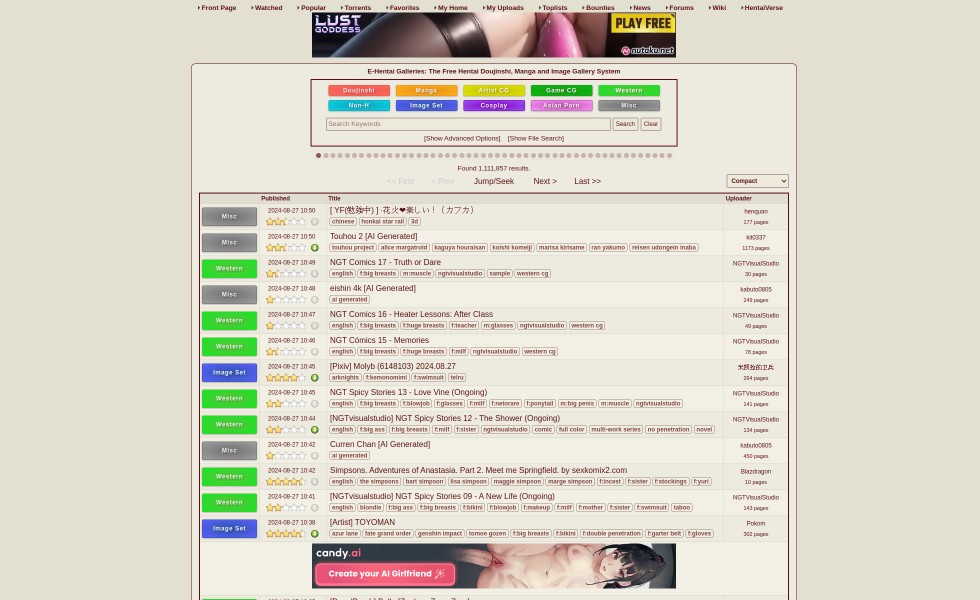 Front Page Watched Popular Torrents Favorites My Home My Uploads Toplists Bounties News Forums Wiki HentaiVerse
LUST GODDESS PLAY FREE nutaku.net
E-Hentai Galleries: The Free Hentai Doujinshi, Manga and Image Gallery System
Doujinshi Manga Artist CG Game CG Western
Non-H Image Set Cosplay Asian Porn Misc
Search Keywords Search Clear
[Show Advanced Options] [Show File Search]
Found 1,111,857 results.
<< First < Prev Jump/Seek Next > Last >> Compact
Published Title Uploader
Misc 2024-08-27 10:50 [ YF(勉強中) ] -花火❤楽しい！（カフカ） henquan
chinese honkai star rail 3d 177 pages
Misc 2024-08-27 10:50 Touhou 2 [AI Generated] kit0337
touhou project alice margatroid kaguya houraisan koishi komeiji marisa kirisame ran yakumo reisen udongein inaba 1173 pages
Western 2024-08-27 10:49 NGT Comics 17 - Truth or Dare NGTVisualStudio
english f:big breasts m:muscle ngtvisualstudio sample western cg 30 pages
Misc 2024-08-27 10:48 eishin 4k [AI Generated] kabuto0805
ai generated 249 pages
Western 2024-08-27 10:47 NGT Comics 16 - Heater Lessons: After Class NGTVisualStudio
english f:big breasts f:huge breasts f:teacher m:glasses ngtvisualstudio western cg 49 pages
Western 2024-08-27 10:46 NGT Cómics 15 - Memories NGTVisualStudio
english f:big breasts f:huge breasts f:milf ngtvisualstudio western cg 78 pages
Image Set 2024-08-27 10:45 [Pixiv] Molyb (6148103) 2024.08.27
arknights f:kemonomimi f:swimsuit telru 264 pages
Western 2024-08-27 10:45 NGT Spicy Stories 13 - Love Vine (Ongoing) NGTVisualStudio
english f:big breasts f:blowjob f:glasses f:milf f:netorare f:ponytail m:big penis m:muscle ngtvisualstudio 141 pages
Western 2024-08-27 10:44 [NGTvisualstudio] NGT Spicy Stories 12 - The Shower (Ongoing) NGTVisualStudio
english f:big ass f:big breasts f:milf f:sister ngtvisualstudio comic full color multi-work series no penetration novel 134 pages
Misc 2024-08-27 10:42 Curren Chan [AI Generated] kabuto0805
ai generated 450 pages
Western 2024-08-27 10:42 Simpsons. Adventures of Anastasia. Part 2. Meet me Springfield. by sexkomix2.com Blazdragon
english the simpsons bart simpson lisa simpson maggie simpson marge simpson f:incest f:sister f:stockings f:yuri 10 pages
Western 2024-08-27 10:41 [NGTvisualstudio] NGT Spicy Stories 09 - A New Life (Ongoing) NGTVisualStudio
english blondie f:big ass f:big breasts f:bikini f:blowjob f:makeup f:milf f:mother f:sister f:swimsuit taboo 143 pages
Image Set 2024-08-27 10:38 [Artist] TOYOMAN Pokom
azur lane fate grand order genshin impact tomoe gozen f:big breasts f:bikini f:double penetration f:garter belt f:gloves 302 pages
candy.ai
Create your AI Girlfriend